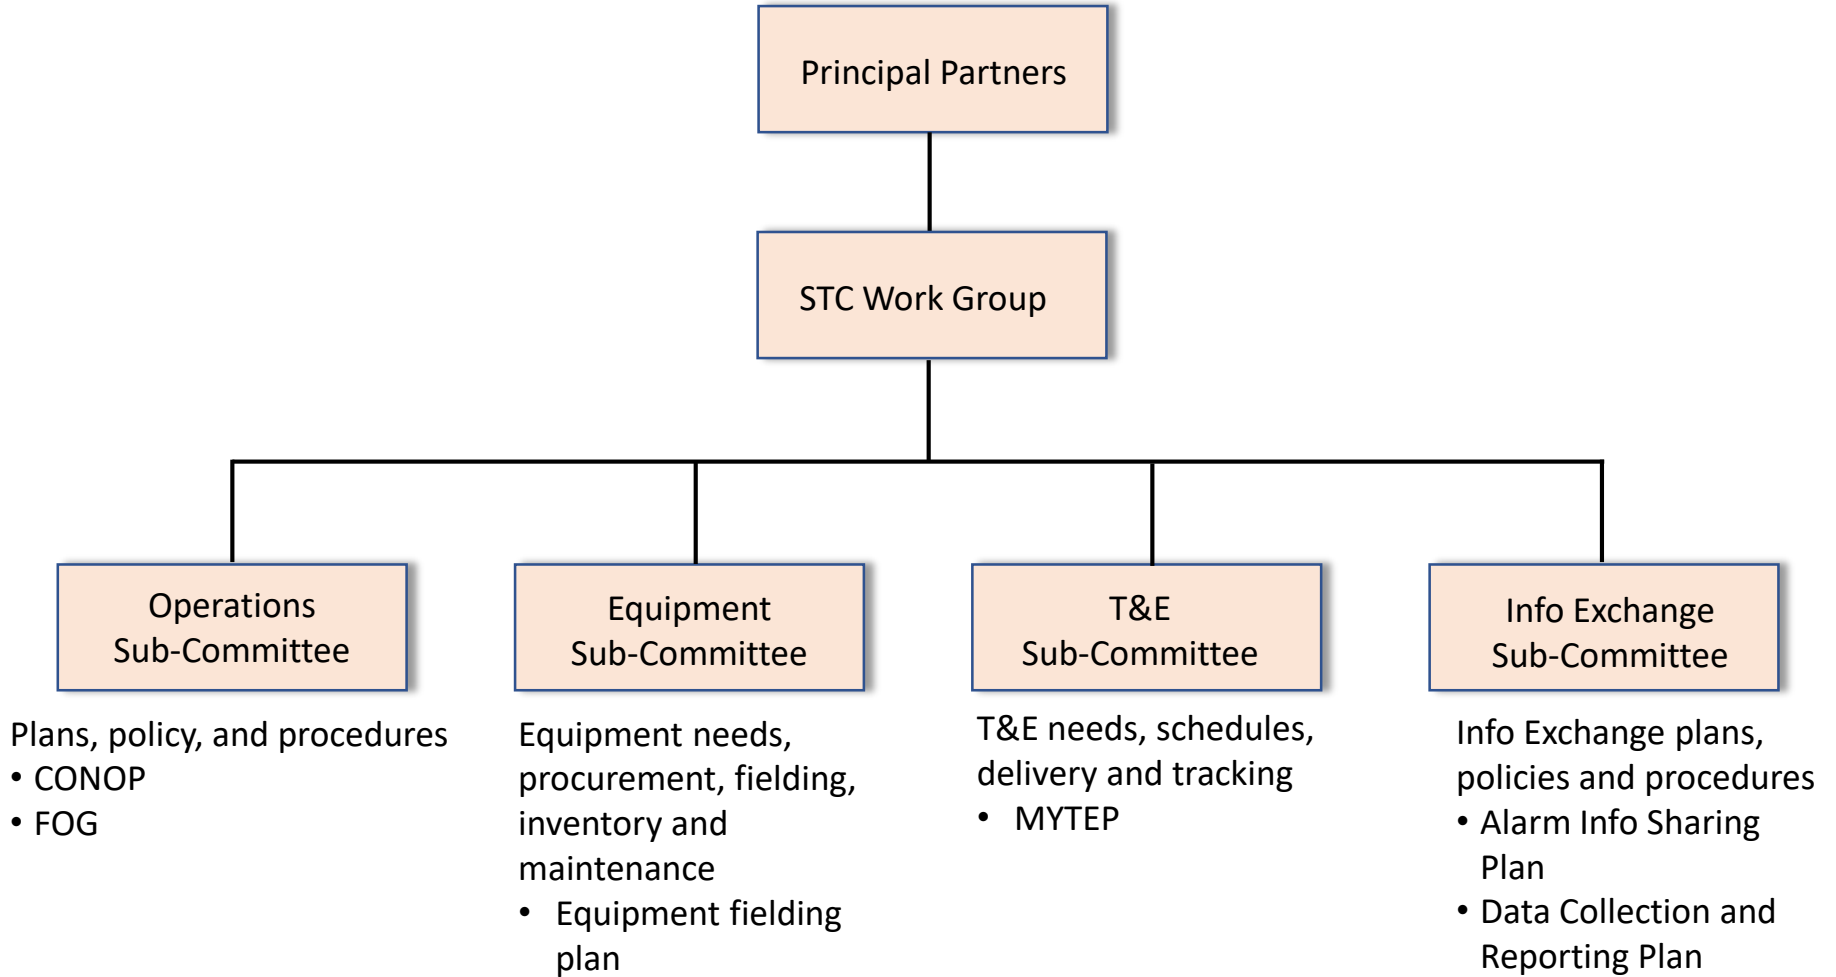 Principal Partners
STC Work Group
Operations
Sub-Committee
Equipment
Sub-Committee
T&E
Sub-Committee
Info Exchange
Sub-Committee
Plans, policy, and procedures
• CONOP
• FOG
Equipment needs,
procurement, fielding,
inventory and
maintenance
• Equipment fielding
plan
T&E needs, schedules,
delivery and tracking
• MYTEP
Info Exchange plans,
policies and procedures
• Alarm Info Sharing
Plan
• Data Collection and
Reporting Plan